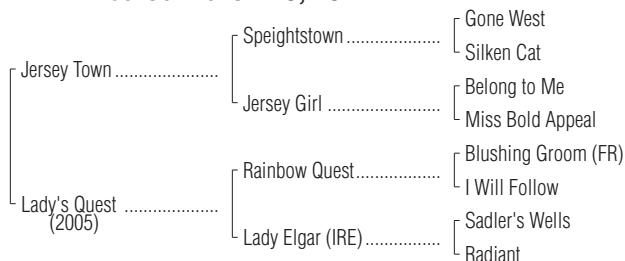 Gone West
Speightstown
Silken Cat
Jersey Town
Belong to Me
Jersey Girl
Miss Bold Appeal
Blushing Groom (FR)
Rainbow Quest
I Will Follow
Lady's Quest
(2005)
Sadler's Wells
Lady Elgar (IRE)
Radiant